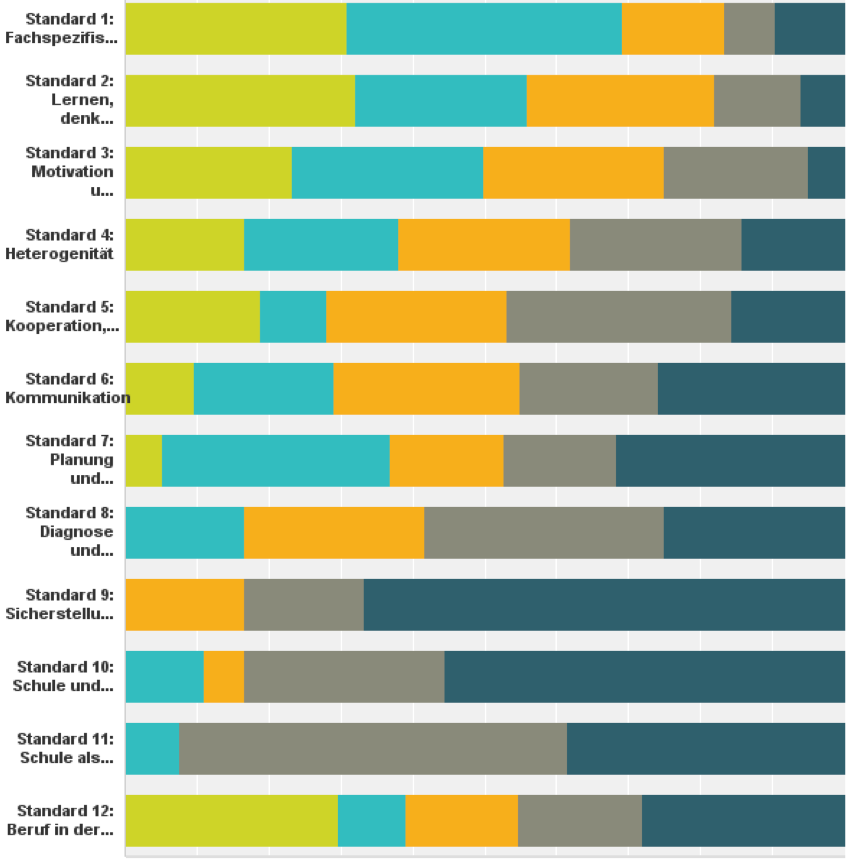 Standard 1:
Fachspezifis...
Standard 2:
Lernen,
denk...
Standard 3:
Motivation
u...
Standard 4:
Heterogenität
Standard 5:
Kooperation,...
Standard 6:
Kommunikation
Standard 7:
Planung
und...
Standard 8:
Diagnose
und...
Standard 9:
Sicherstellu...
Standard 10:
Schule und...
Standard 11:
Schule als...
Standard 12:
Beruf in der...